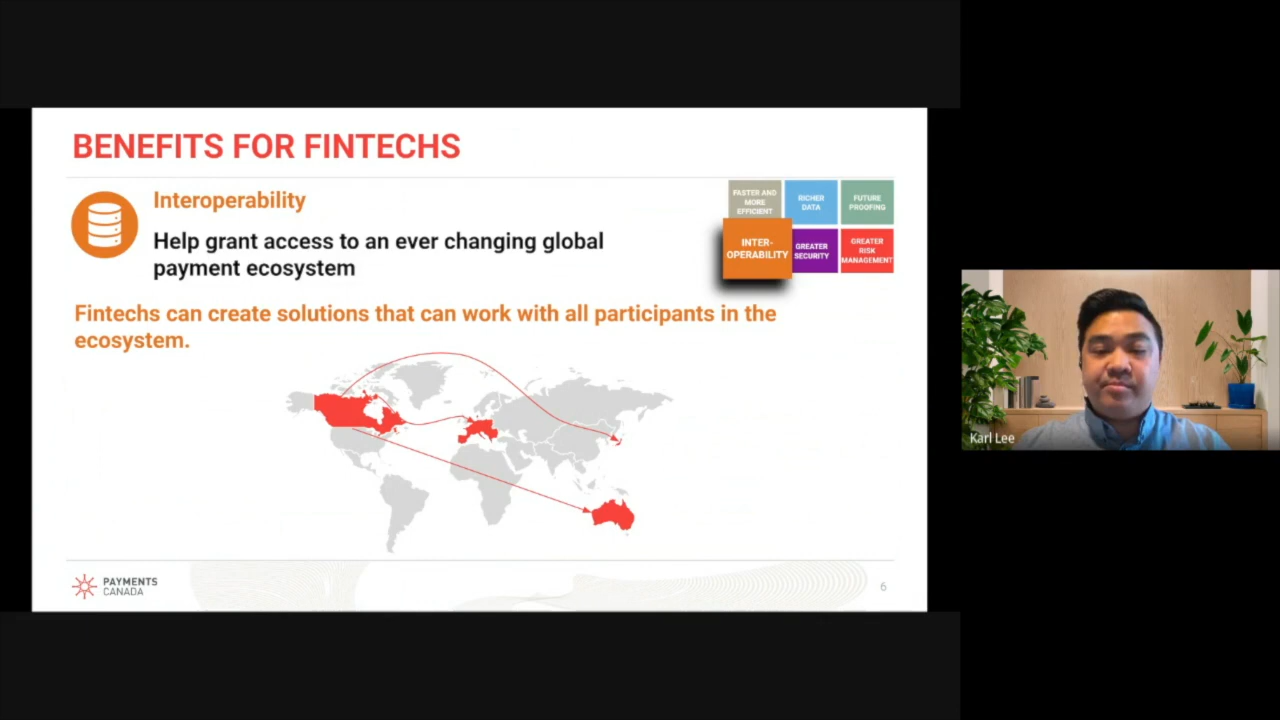 BENEFITS FOR FINTECHS
Interoperability
Help grant access to an ever changing global
payment ecosystem
FASTER AND
MORE
EFFICIENT
RICHER
DATA
FUTURE
PROOFING
INTER-
OPERABILITY
GREATER
SECURITY
GREATER
RISK
MANAGEMENT
Fintechs can create solutions that can work with all participants in the
ecosystem.
Karl Lee
PAYMENTS
CANADA
6